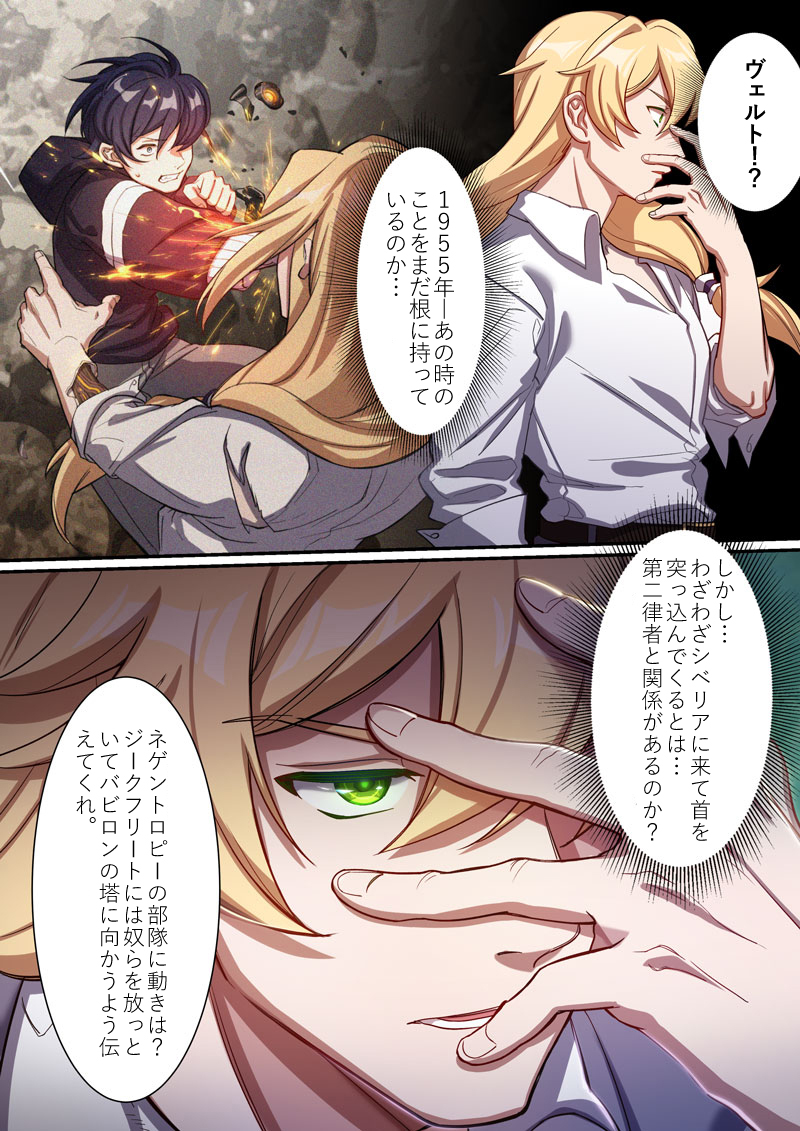 ヴェルト!?
1955年―あの時の
ことをまだ根に持って
いるのか…
しかし…
わざわざシベリアに来て首を
突っ込んでくるとは…
第二律者と関係があるのか？
ネゲントロピーの部隊に動きは？
ジークフリートには奴らを放っと
いてバビロンの塔に向かうよう伝
えてくれ。